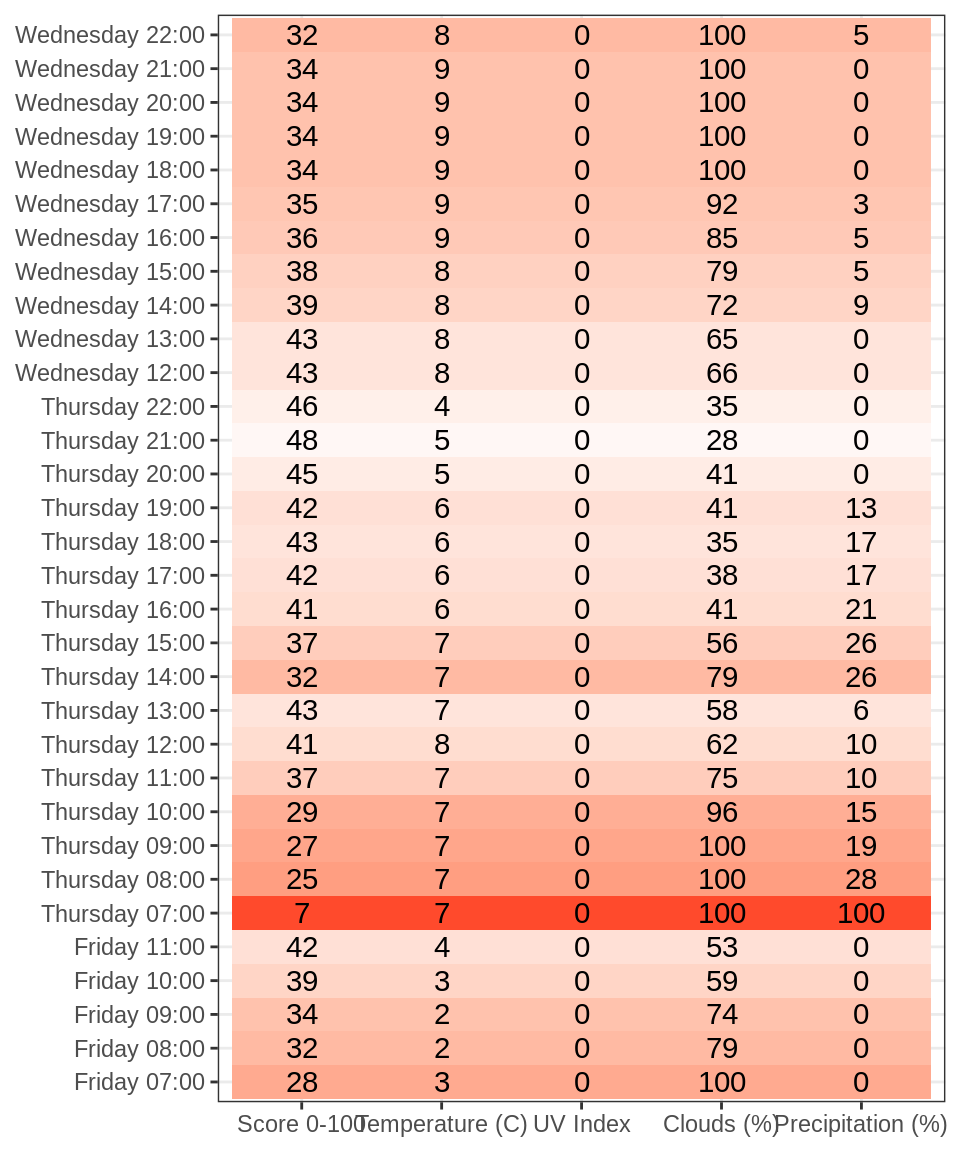 Wednesday 22:00 32 8 0 100 5
Wednesday 21:00 34 9 0 100 0
Wednesday 20:00 34 9 0 100 0
Wednesday 19:00 34 9 0 100 0
Wednesday 18:00 34 9 0 100 0
Wednesday 17:00 35 9 0 92 3
Wednesday 16:00 36 9 0 85 5
Wednesday 15:00 38 8 0 79 5
Wednesday 14:00 39 8 0 72 9
Wednesday 13:00 43 8 0 65 0
Wednesday 12:00 43 8 0 66 0
Thursday 22:00 46 4 0 35 0
Thursday 21:00 48 5 0 28 0
Thursday 20:00 45 5 0 41 0
Thursday 19:00 42 6 0 41 13
Thursday 18:00 43 6 0 35 17
Thursday 17:00 42 6 0 38 17
Thursday 16:00 41 6 0 41 21
Thursday 15:00 37 7 0 56 26
Thursday 14:00 32 7 0 79 26
Thursday 13:00 43 7 0 58 6
Thursday 12:00 41 8 0 62 10
Thursday 11:00 37 7 0 75 10
Thursday 10:00 29 7 0 96 15
Thursday 09:00 27 7 0 100 19
Thursday 08:00 25 7 0 100 28
Thursday 07:00 7 7 0 100 100
Friday 11:00 42 4 0 53 0
Friday 10:00 39 3 0 59 0
Friday 09:00 34 2 0 74 0
Friday 08:00 32 2 0 79 0
Friday 07:00 28 3 0 100 0
Score 0-100 Temperature (C) UV Index Clouds (%) Precipitation (%)